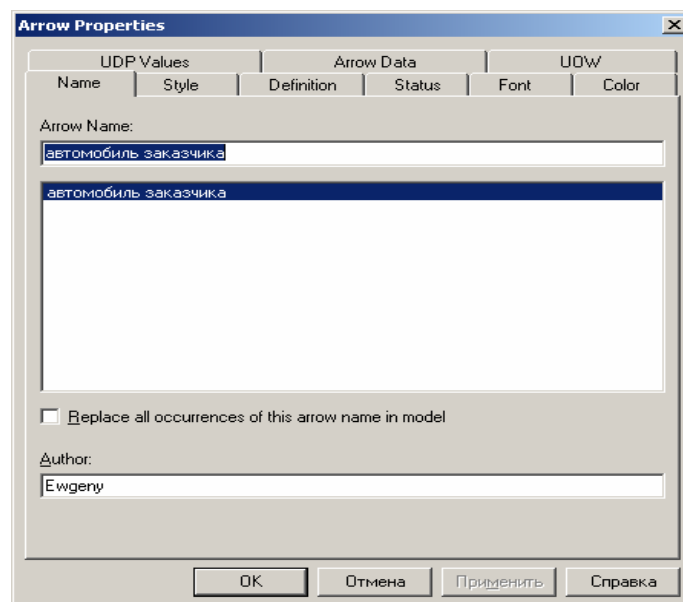 Arrow Properties
UDP Values Arrow Data UOW
Name Style Definition Status Font Color
Arrow Name:
автомобиль заказчика
автомобиль заказчика
Replace all occurrences of this arrow name in model
Author:
Ewgeny
OK Отмена Применить Справка